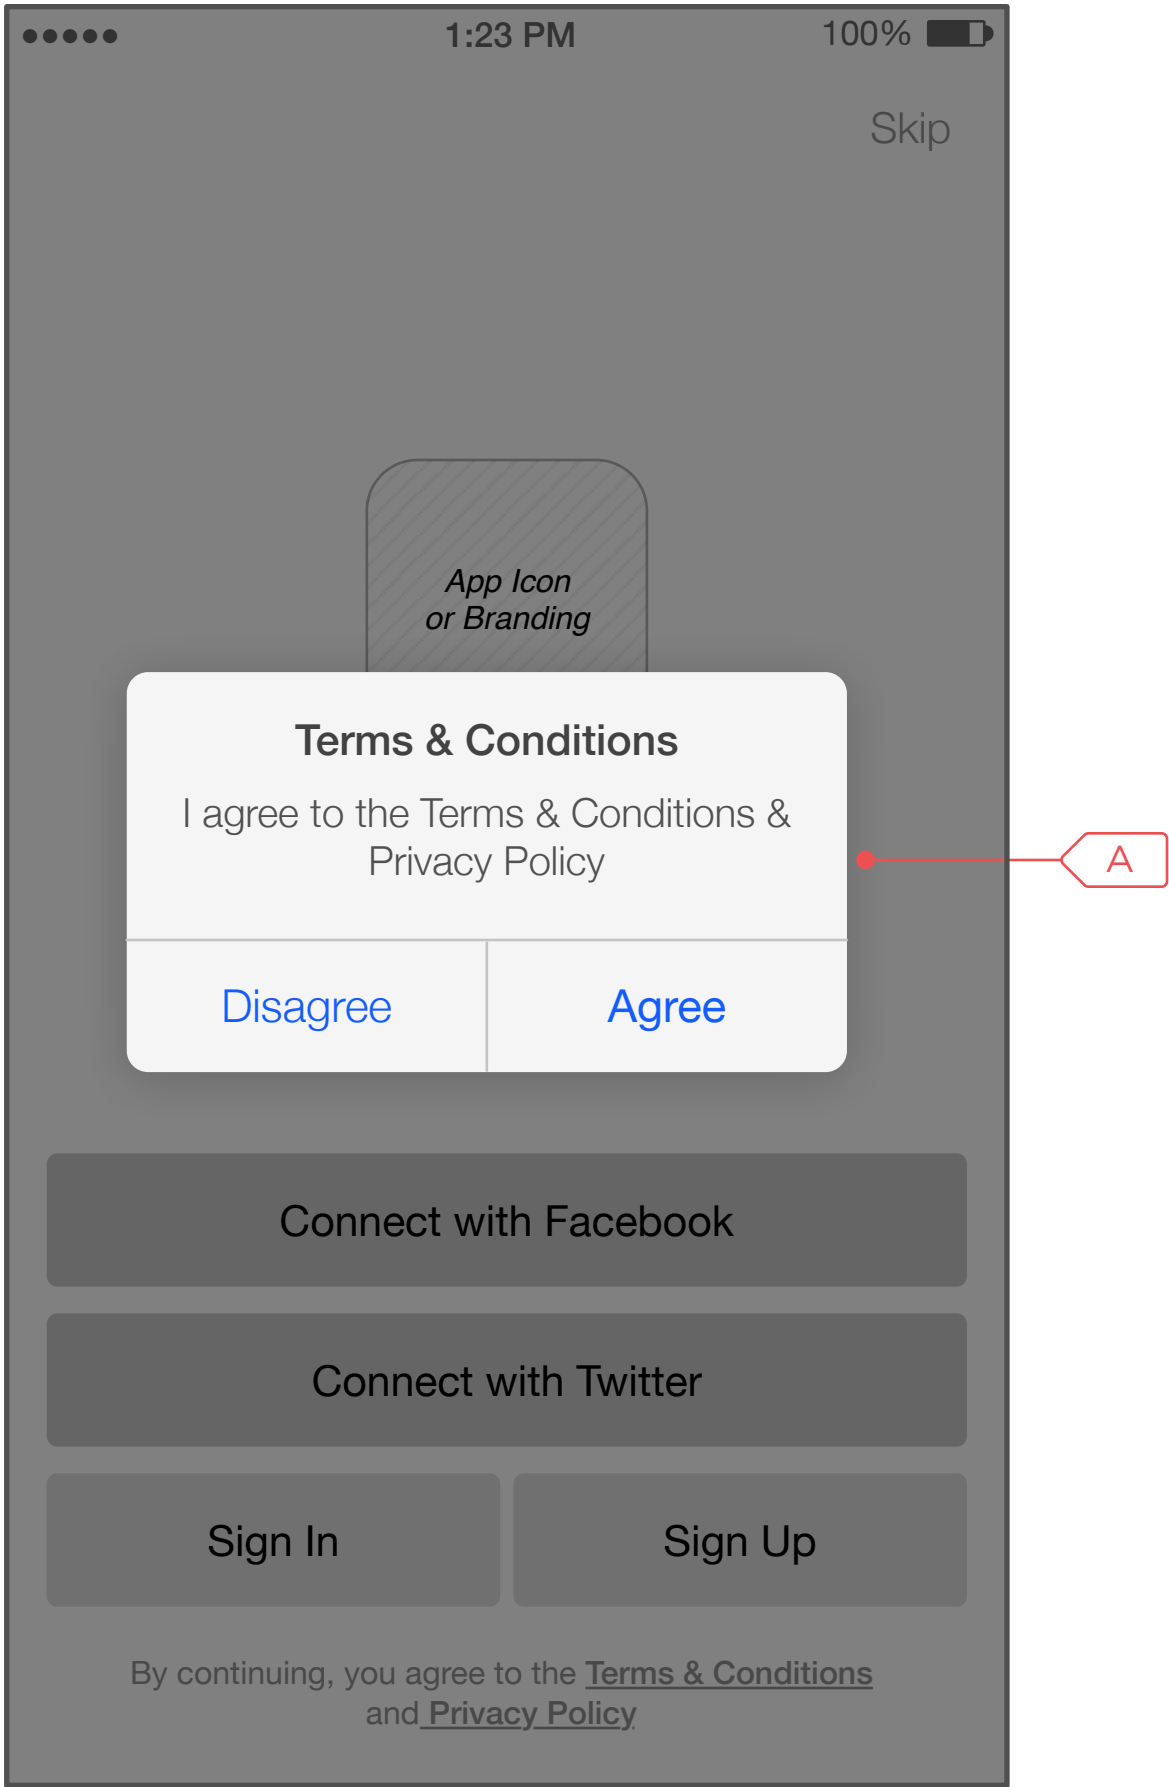 1:23 PM 100%
Skip
App Icon
or Branding
Terms & Conditions
I agree to the Terms & Conditions &
Privacy Policy
A
Disagree Agree
Connect with Facebook
Connect with Twitter
Sign In Sign Up
By continuing, you agree to the Terms & Conditions
and Privacy Policy